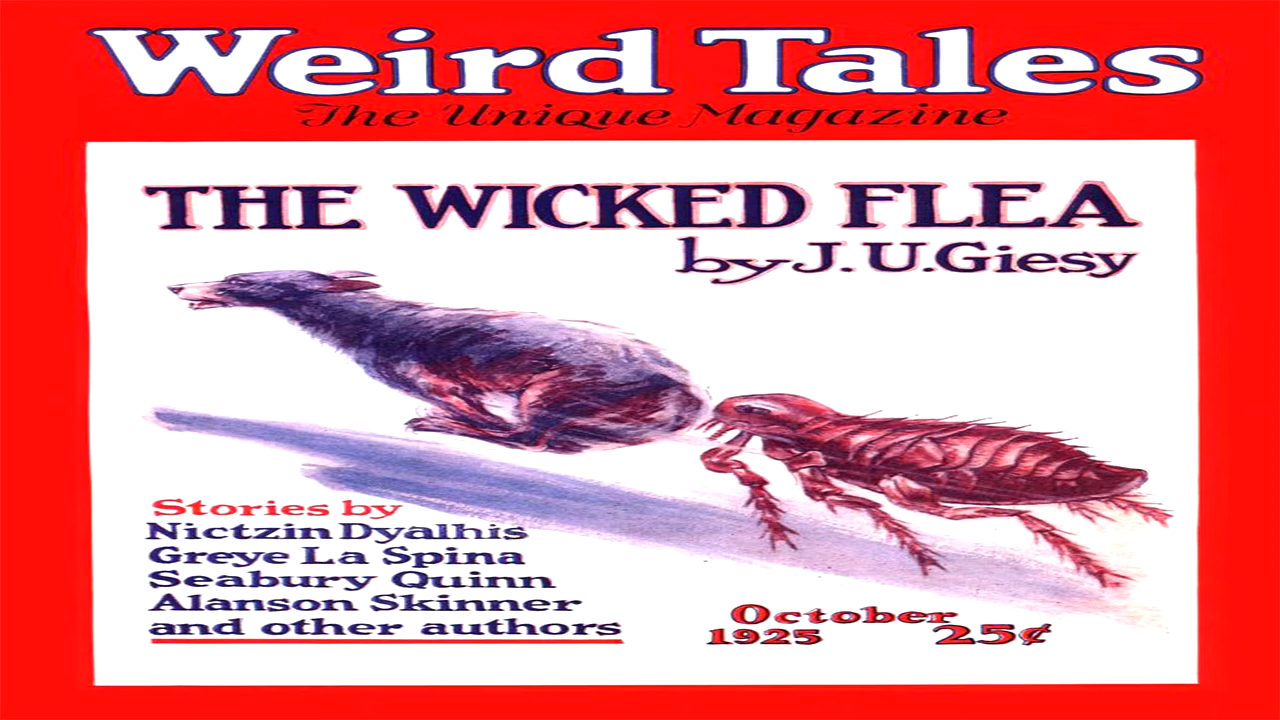 Weird Tales
The Unique Magazine
THE WICKED FLEA
by J. U. Giesy
Stories by
Nictzin Dyalhis
Greye La Spina
Seabury Quinn
Alanson Skinner
and other authors
October
1925 25¢